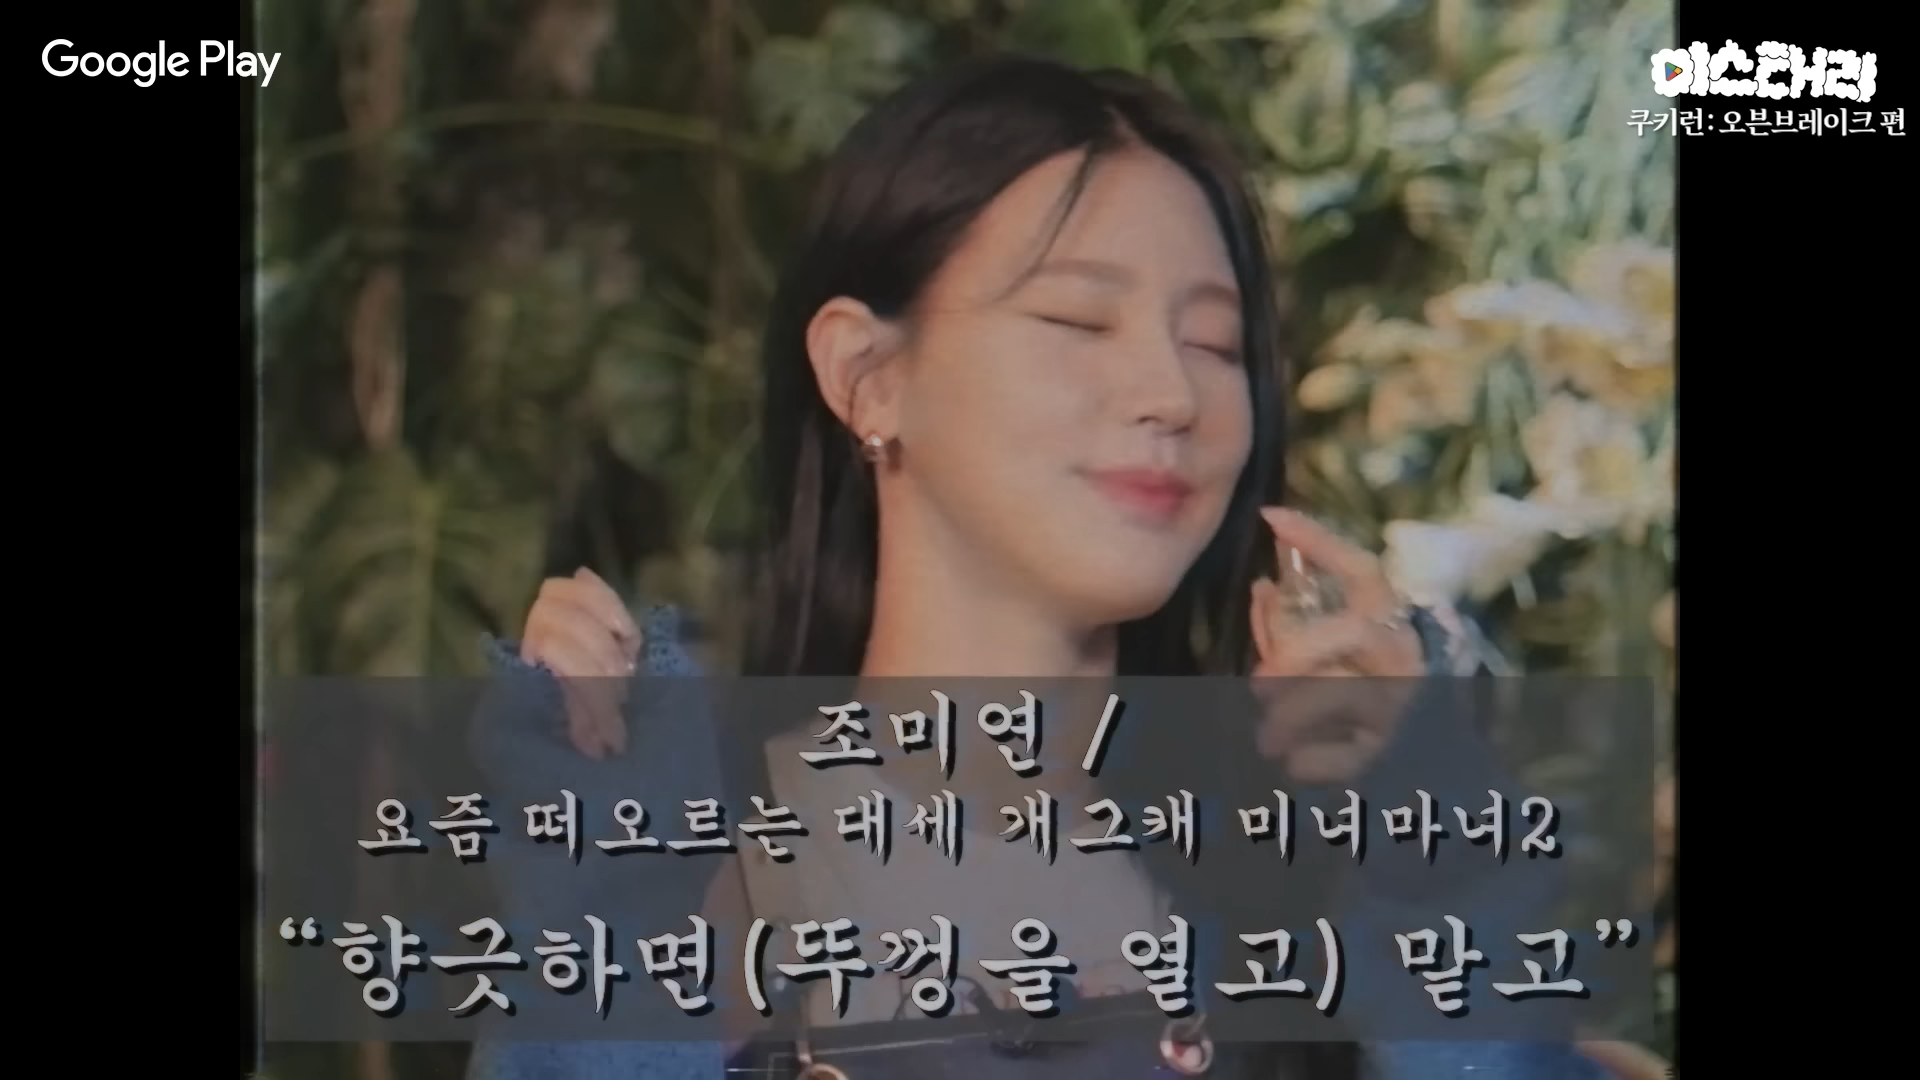 Google Play
미스테리
쿠키런: 오븐브레이크 편
조미연 /
요즘 떠오르는 대세 개그캐 미녀마녀2
“향긋하면(뚜껑을 열고) 맡고”